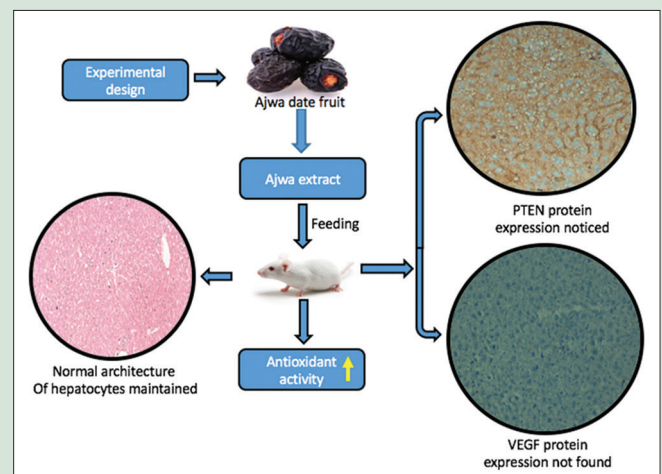 Experimental
design
Ajwa date fruit
Ajwa extract
Feeding
Normal architecture
Of hepatocytes maintained
Antioxidant
activity
PTEN protein
expression noticed
VEGF protein
expression not found